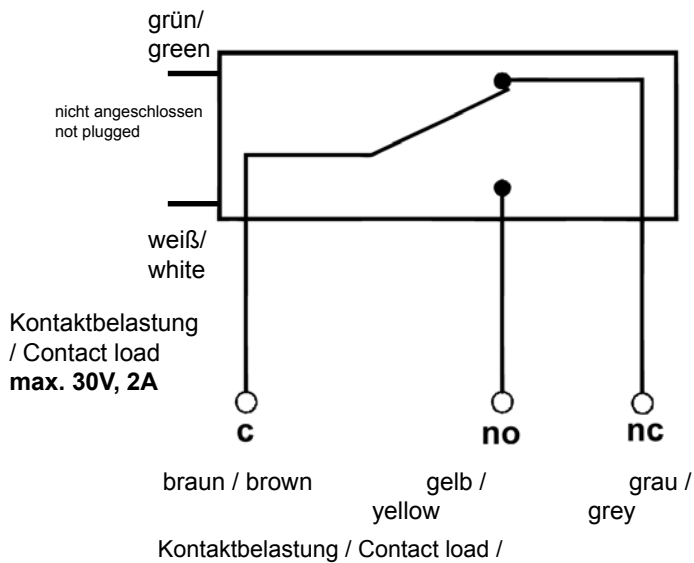 grün/
green
nicht angeschlossen
not plugged
weiß/
white
Kontaktbelastung
/ Contact load
max. 30V, 2A
c no nc
braun / brown gelb / grau /
yellow grey
Kontaktbelastung / Contact load /